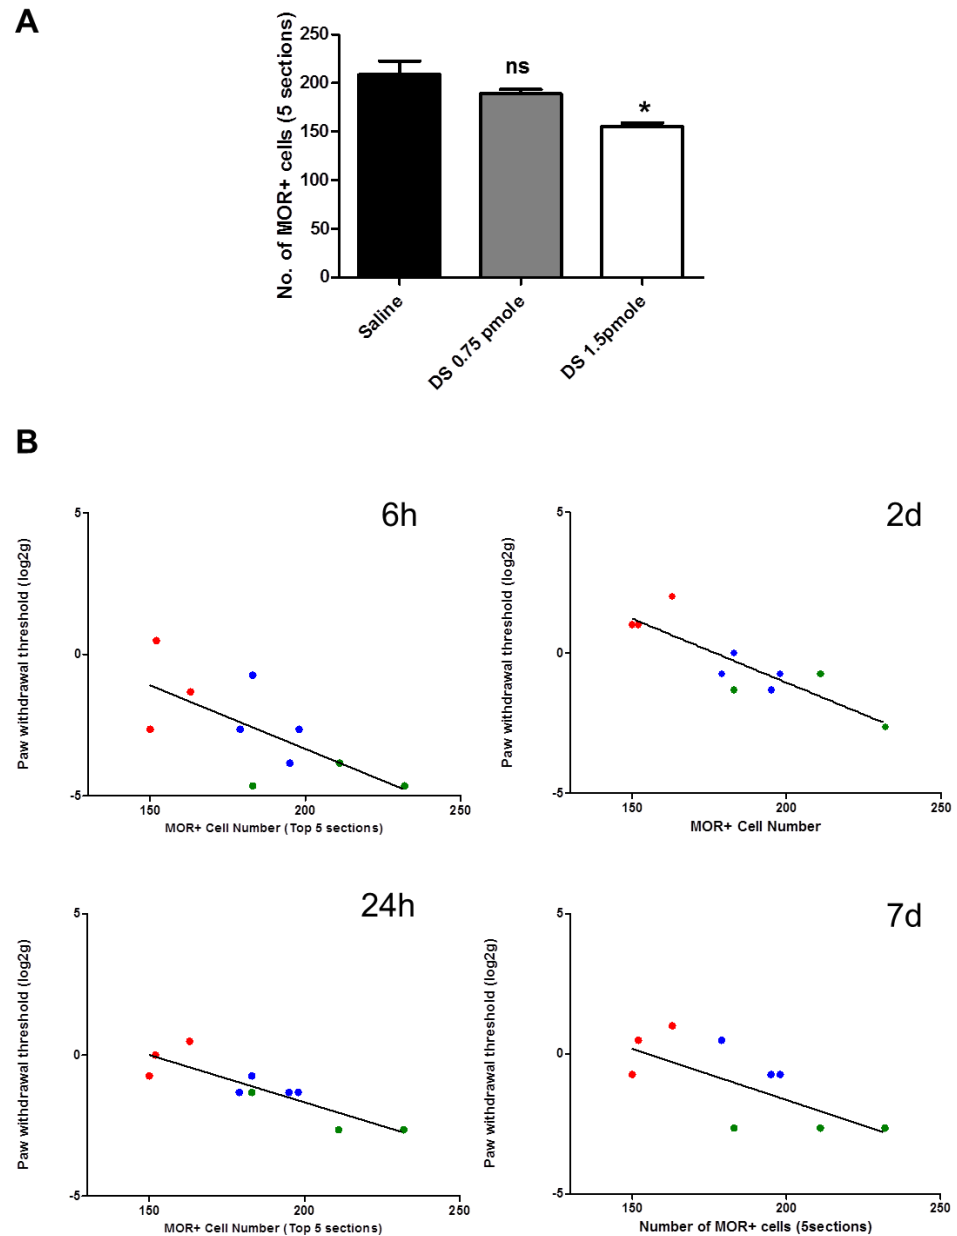 A
No. of MOR+ cells (5 sections)
250
200
150
100
50
0
ns
*
Saline
DS 0.75 pmole
DS 1.5pmole
B
6h
Paw withdrawal threshold (log2g)
5
0
-5
150
200
250
MOR+ Cell Number (Top 5 sections)
2d
Paw withdrawal threshold (log2g)
5
0
-5
150
200
250
MOR+ Cell Number
24h
Paw withdrawal threshold (log2g)
5
0
-5
150
200
250
MOR+ Cell Number (Top 5 sections)
7d
Paw withdrawal threshold (log2g)
5
0
-5
150
200
250
Number of MOR+ cells (5sections)